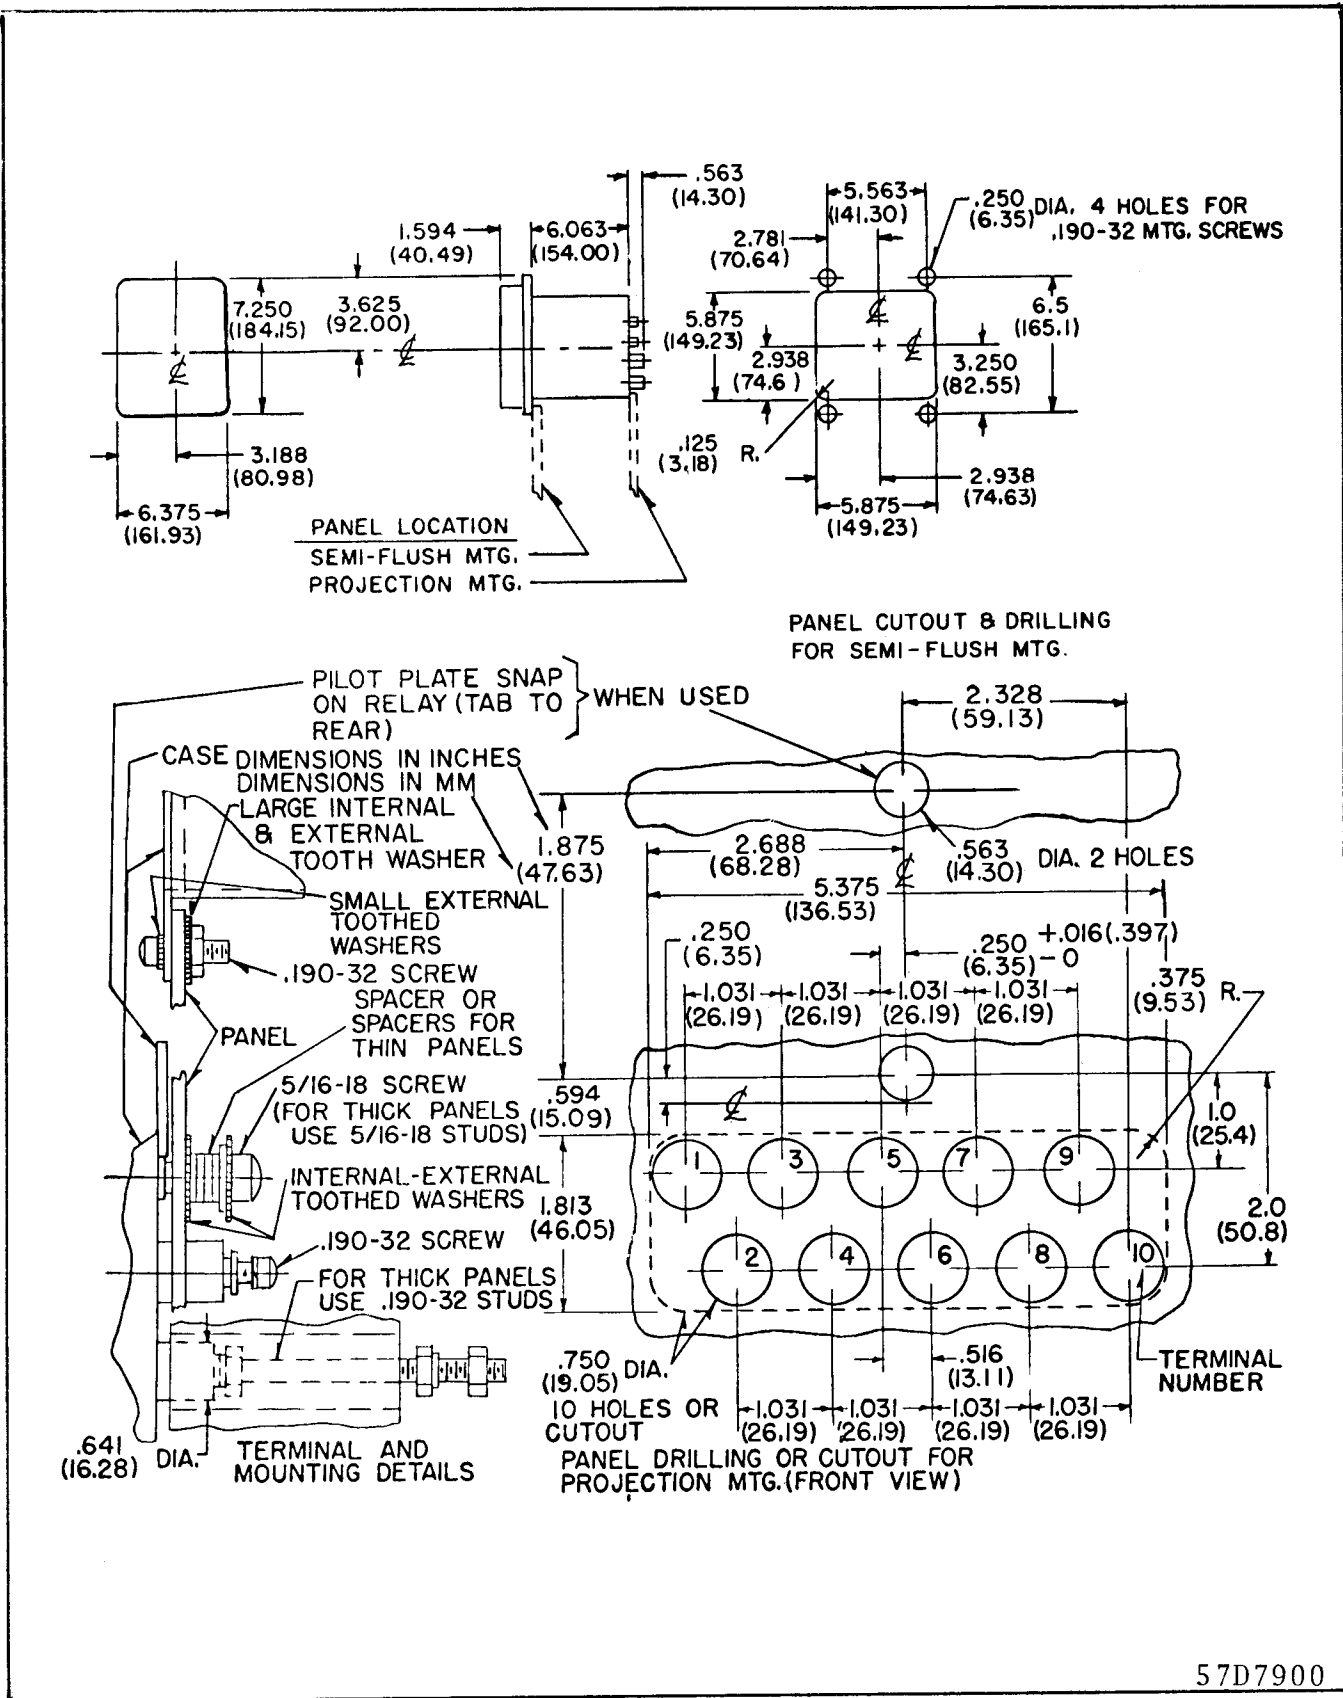 .563
(14.30)
1.594
(40.49)
6.063
(154.00)
7.250
(184.15)
3.625
(92.00)
3.188
(80.98)
6.375
(161.93)
PANEL LOCATION
SEMI-FLUSH MTG.
PROJECTION MTG.
5.563
(141.30)
.250 DIA. 4 HOLES FOR
(6.35) .190-32 MTG. SCREWS
2.781
(70.64)
5.875
(149.23)
2.938
(74.6 )
6.5
(165.1)
3.250
(82.55)
.125 R.
(3.18)
2.938
(74.63)
5.875
(149.23)
PANEL CUTOUT & DRILLING
FOR SEMI-FLUSH MTG.
PILOT PLATE SNAP
ON RELAY (TAB TO
REAR)
WHEN USED
CASE
DIMENSIONS IN INCHES
DIMENSIONS IN MM
LARGE INTERNAL
& EXTERNAL
TOOTH WASHER
SMALL EXTERNAL
TOOTHED
WASHERS
.190-32 SCREW
SPACER OR
SPACERS FOR
THIN PANELS
PANEL
5/16-18 SCREW
(FOR THICK PANELS
USE 5/16-18 STUDS)
INTERNAL-EXTERNAL
TOOTHED WASHERS
.190-32 SCREW
FOR THICK PANELS
USE .190-32 STUDS
.641 DIA.
(16.28)
TERMINAL AND
MOUNTING DETAILS
2.328
(59.13)
1.875
(47.63)
2.688
(68.28)
.563 DIA. 2 HOLES
(14.30)
5.375
(136.53)
.250
(6.35)
.250 +.016(.397)
(6.35)-0
.375 R.
(9.53)
1.031 1.031 1.031 1.031
(26.19) (26.19) (26.19) (26.19)
.594
(15.09)
1.813
(46.05)
1.0
(25.4)
2.0
(50.8)
1 3 5 7 9
2 4 6 8 10
.750 DIA.
(19.05)
10 HOLES OR
CUTOUT
.516
(13.11)
TERMINAL
NUMBER
1.031 1.031 1.031 1.031
(26.19) (26.19) (26.19) (26.19)
PANEL DRILLING OR CUTOUT FOR
PROJECTION MTG.(FRONT VIEW)
57D7900